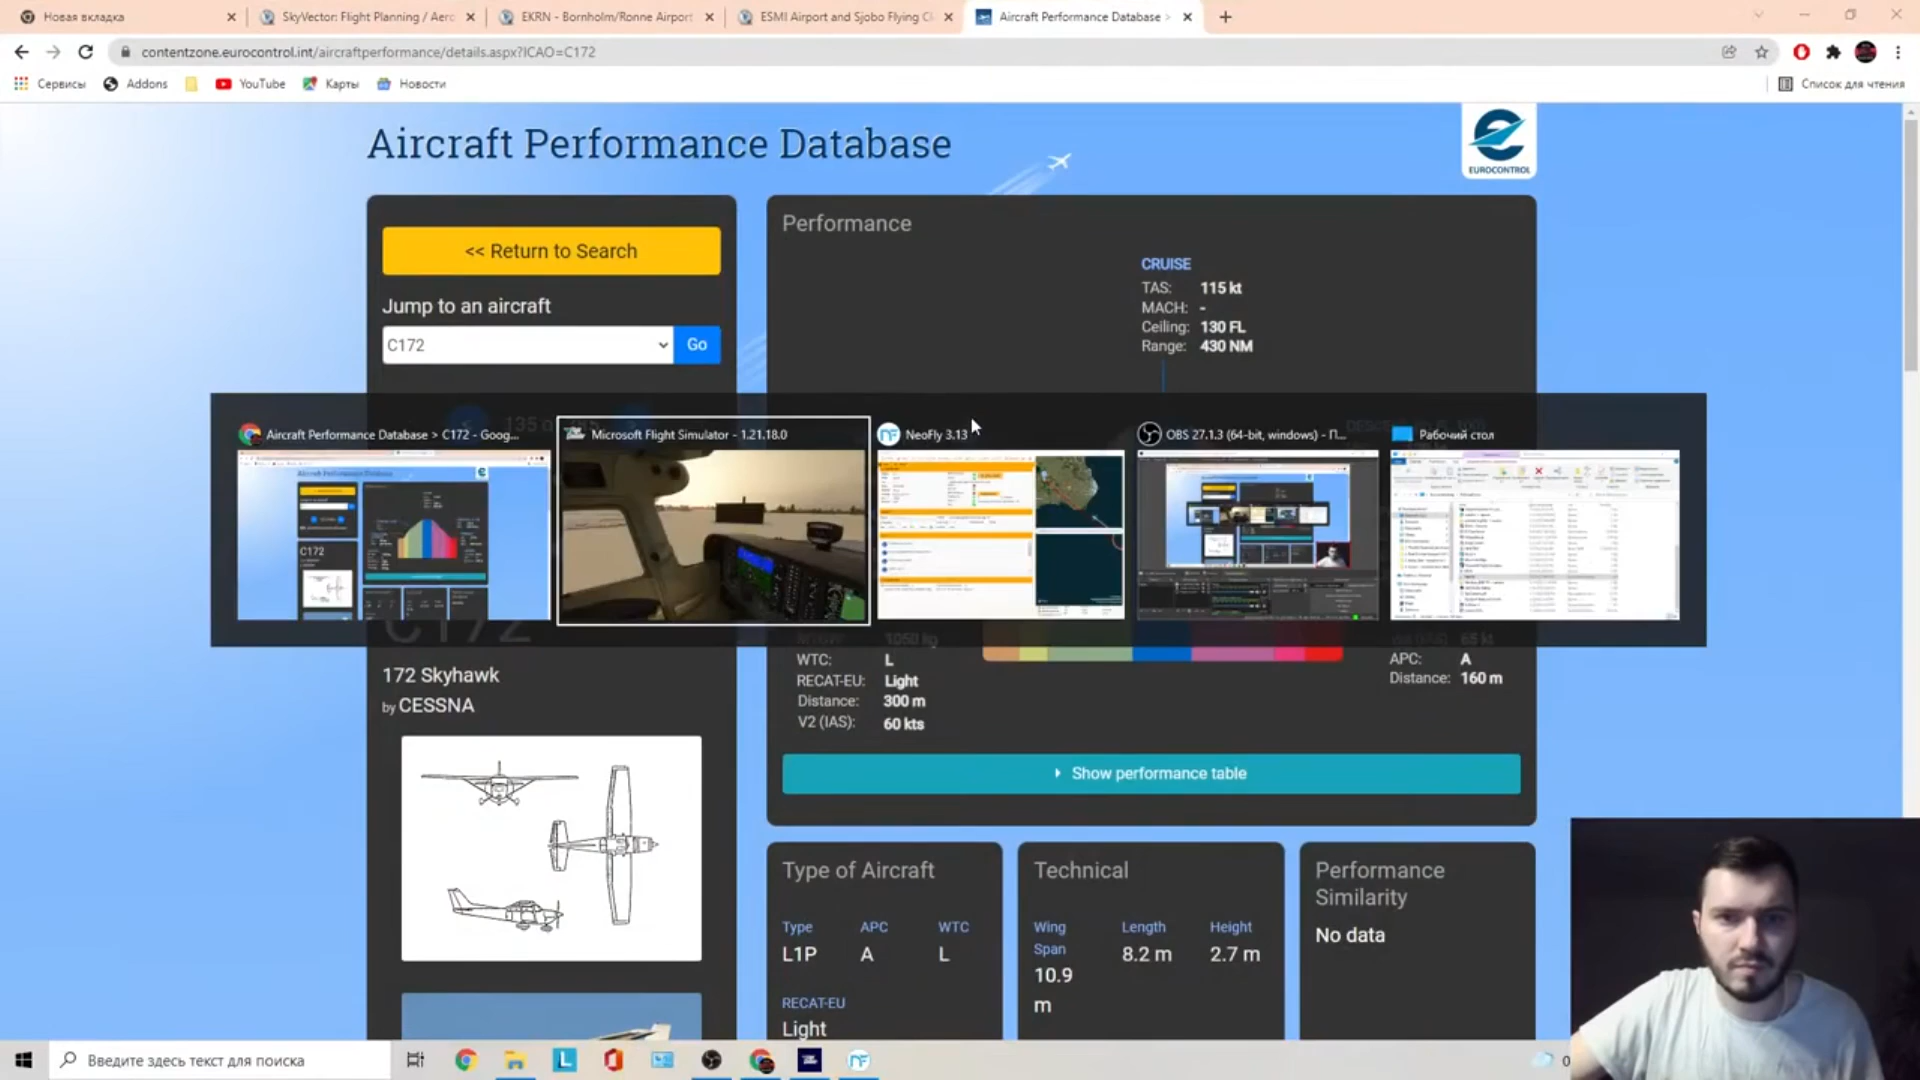 Новая вкладка
SkyVector: Flight Planning / Aero
EKRN - Bornholm/Ronne Airport
ESMI Airport and Sjobo Flying Cl
Aircraft Performance Database >
contentzone.eurocontrol.int/aircraftperformance/details.aspx?ICAO=C172
Сервисы
Addons
YouTube
Карты
Новости
Список для чтения
Aircraft Performance Database
EUROCONTROL
<< Return to Search
Jump to an aircraft
C172
Go
Performance
CRUISE
TAS: 115 kt
MACH: -
Ceiling: 130 FL
Range: 430 NM
Aircraft Performance Database > C172 - Goog...
Microsoft Flight Simulator - 1.21.18.0
NeoFly 3.13
OBS 27.1.3 (64-bit, windows) - П...
Рабочий стол
C172
172 Skyhawk
by CESSNA
1050 kg
WTC: L
RECAT-EU: Light
Distance: 300 m
V2 (IAS): 60 kts
65 kt
APC: A
Distance: 160 m
Show performance table
Type of Aircraft
Type APC WTC
L1P A L
RECAT-EU
Light
Technical
Wing Span Length Height
10.9 m 8.2 m 2.7 m
Performance Similarity
No data
Введите здесь текст для поиска